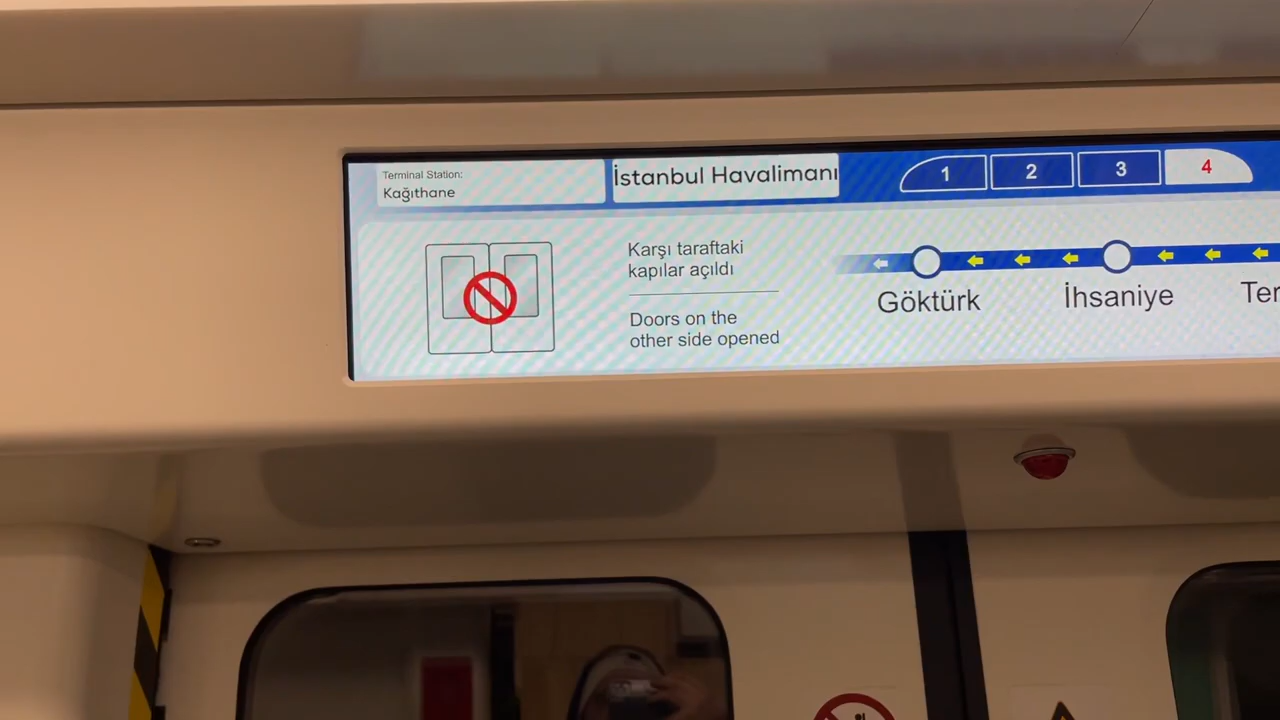 Terminal Station:
Kağıthane
İstanbul Havalimanı
1 2 3 4
Karşı taraftaki
kapılar açıldı
Doors on the
other side opened
Göktürk
İhsaniye
Ter